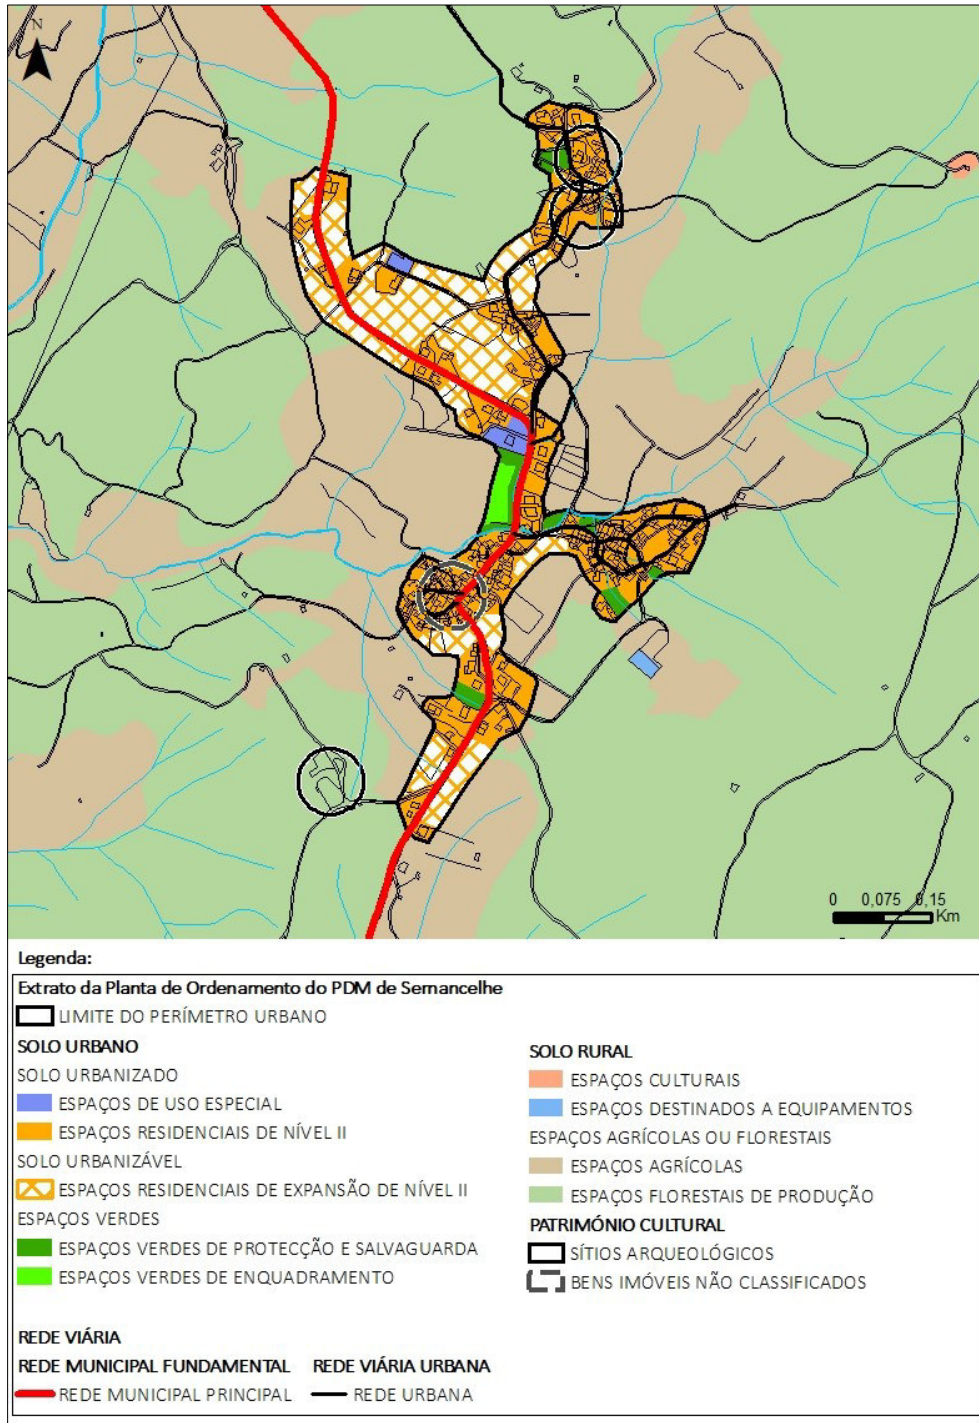 N
0 0,075 0,15
Km
Legenda:
Extrato da Planta de Ordenamento do PDM de Sernancelhe
LIMITE DO PERÍMETRO URBANO
SOLO URBANO
SOLO URBANIZADO
ESPAÇOS DE USO ESPECIAL
ESPAÇOS RESIDENCIAIS DE NÍVEL II
SOLO URBANIZÁVEL
ESPAÇOS RESIDENCIAIS DE EXPANSÃO DE NÍVEL II
ESPAÇOS VERDES
ESPAÇOS VERDES DE PROTECÇÃO E SALVAGUARDA
ESPAÇOS VERDES DE ENQUADRAMENTO
SOLO RURAL
ESPAÇOS CULTURAIS
ESPAÇOS DESTINADOS A EQUIPAMENTOS
ESPAÇOS AGRÍCOLAS OU FLORESTAIS
ESPAÇOS AGRÍCOLAS
ESPAÇOS FLORESTAIS DE PRODUÇÃO
PATRIMÓNIO CULTURAL
SÍTIOS ARQUEOLÓGICOS
BENS IMÓVEIS NÃO CLASSIFICADOS
REDE VIÁRIA
REDE MUNICIPAL FUNDAMENTAL REDE VIÁRIA URBANA
REDE MUNICIPAL PRINCIPAL REDE URBANA